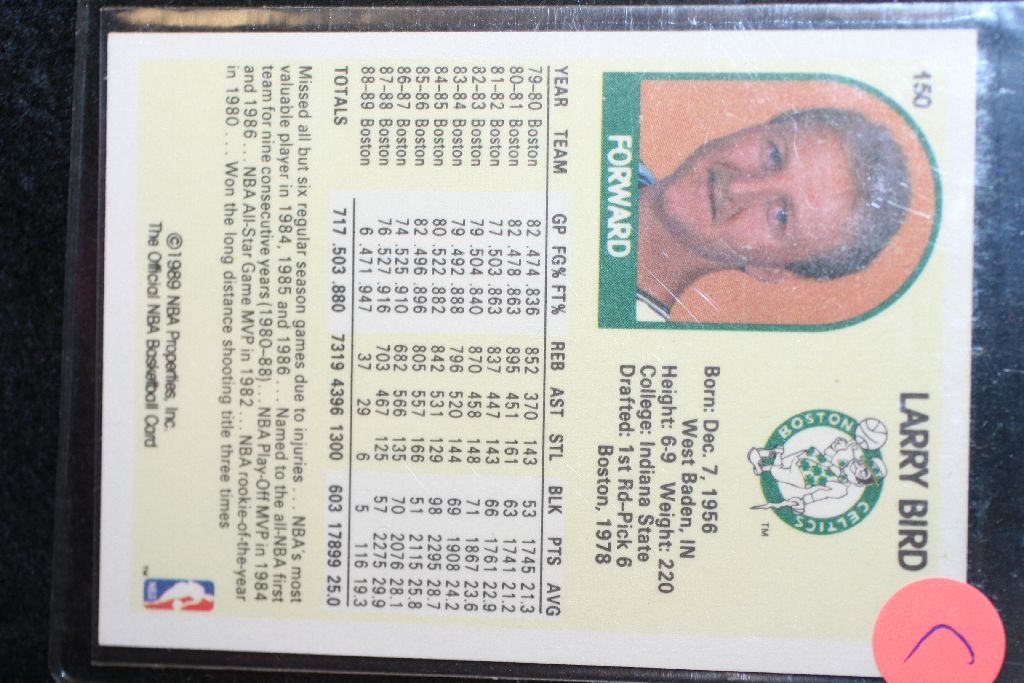 150
LARRY BIRD
FORWARD
BOSTON
CELTICS
TM
Born: Dec. 7, 1956
West Baden, IN
Height: 6-9 Weight: 220
College: Indiana State
Drafted: 1st Rd-Pick 6
Boston, 1978
YEAR TEAM GP FG% FT% REB AST STL BLK PTS AVG
79-80 Boston 82 .474 .836 852 370 143 53 1745 21.3
80-81 Boston 82 .478 .863 895 451 161 63 1741 21.2
81-82 Boston 77 .503 .863 837 447 143 66 1761 22.9
82-83 Boston 79 .504 .840 870 458 148 71 1867 23.6
83-84 Boston 79 .492 .888 796 520 144 69 1908 24.2
84-85 Boston 80 .522 .882 842 531 129 98 2295 28.7
85-86 Boston 82 .496 .896 805 557 166 51 2115 25.8
86-87 Boston 74 .525 .910 682 566 135 70 2076 28.1
87-88 Boston 76 .527 .916 703 467 125 57 2275 29.9
88-89 Boston 6 .471 .947 37 29 6 5 116 19.3
TOTALS 717 .503 .880 7319 4396 1300 603 17899 25.0
Missed all but six regular season games due to injuries . . . NBA's most
valuable player in 1984, 1985 and 1986 . . . Named to the all-NBA first
team for nine consecutive years (1980-88) . . . NBA Play-Off MVP in 1984
and 1986 . . . NBA All-Star Game MVP in 1982 . . . NBA rookie-of-the-year
in 1980 . . . Won the long distance shooting title three times
©1989 NBA Properties, Inc.
The Official NBA Basketball Card
NBA
TM